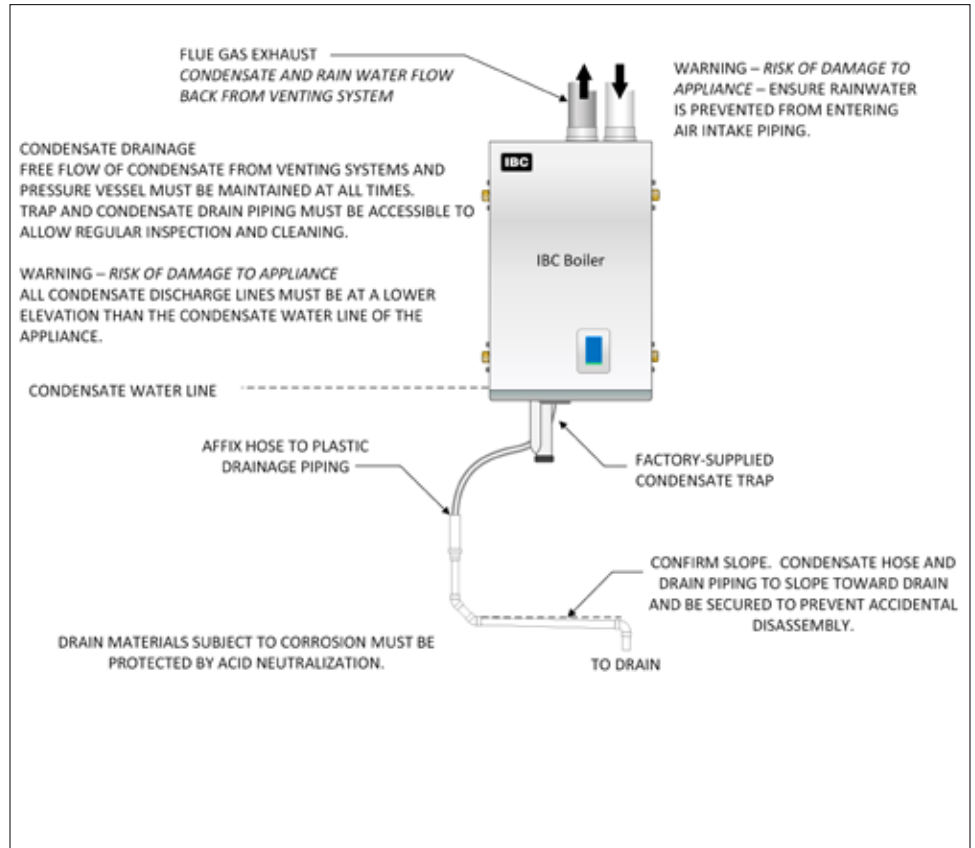 FLUE GAS EXHAUST
CONDENSATE AND RAIN WATER FLOW
BACK FROM VENTING SYSTEM
WARNING – RISK OF DAMAGE TO
APPLIANCE – ENSURE RAINWATER
IS PREVENTED FROM ENTERING
AIR INTAKE PIPING.
CONDENSATE DRAINAGE
FREE FLOW OF CONDENSATE FROM VENTING SYSTEMS AND
PRESSURE VESSEL MUST BE MAINTAINED AT ALL TIMES.
TRAP AND CONDENSATE DRAIN PIPING MUST BE ACCESSIBLE TO
ALLOW REGULAR INSPECTION AND CLEANING.
IBC
IBC Boiler
WARNING – RISK OF DAMAGE TO APPLIANCE
ALL CONDENSATE DISCHARGE LINES MUST BE AT A LOWER
ELEVATION THAN THE CONDENSATE WATER LINE OF THE
APPLIANCE.
CONDENSATE WATER LINE
AFFIX HOSE TO PLASTIC
DRAINAGE PIPING
FACTORY-SUPPLIED
CONDENSATE TRAP
CONFIRM SLOPE. CONDENSATE HOSE AND
DRAIN PIPING TO SLOPE TOWARD DRAIN
AND BE SECURED TO PREVENT ACCIDENTAL
DISASSEMBLY.
DRAIN MATERIALS SUBJECT TO CORROSION MUST BE
PROTECTED BY ACID NEUTRALIZATION.
TO DRAIN